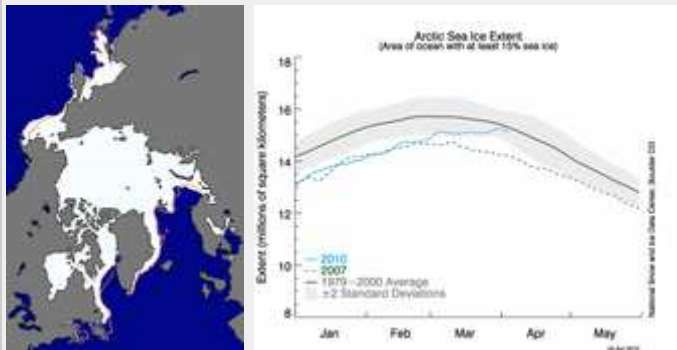 Arctic Sea Ice Extent
(Area of ocean with at least 15% sea ice)
Extent (millions of square kilometers)
18
16
14
12
10
8
2010
2007
1979-2000 Average
±2 Standard Deviations
Jan
Feb
Mar
Apr
May
National Snow and Ice Data Center, Boulder CO